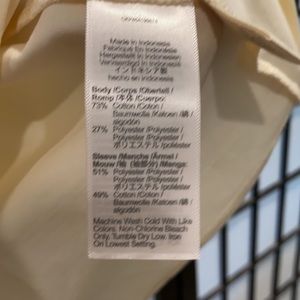 Made in Indonesia
Fabriqué En Indonésie
Hergestellt in Indonesien
Vervaardigd in Indonesië
インドネシア製
hecho en indonesia
Body /Corps /Oberteil /
Romp /本体 /Cuerpo:
73% Cotton /Coton /
Baumwolle /Katoen /綿 /
algodón
27% Polyester /Polyester /
Polyester /Polyester /
ポリエステル /poliéster
Sleeve /Manche /Ärmel /
Mouw /袖 (袖部分) /Manga:
51% Polyester /Polyester /
Polyester /Polyester /
ポリエステル /poliéster
49% Cotton /Coton /
Baumwolle /Katoen /綿 /
algodón
Machine Wash Cold With Like
Colors. Non-Chlorine Bleach
Only. Tumble Dry Low. Iron
On Lowest Setting.